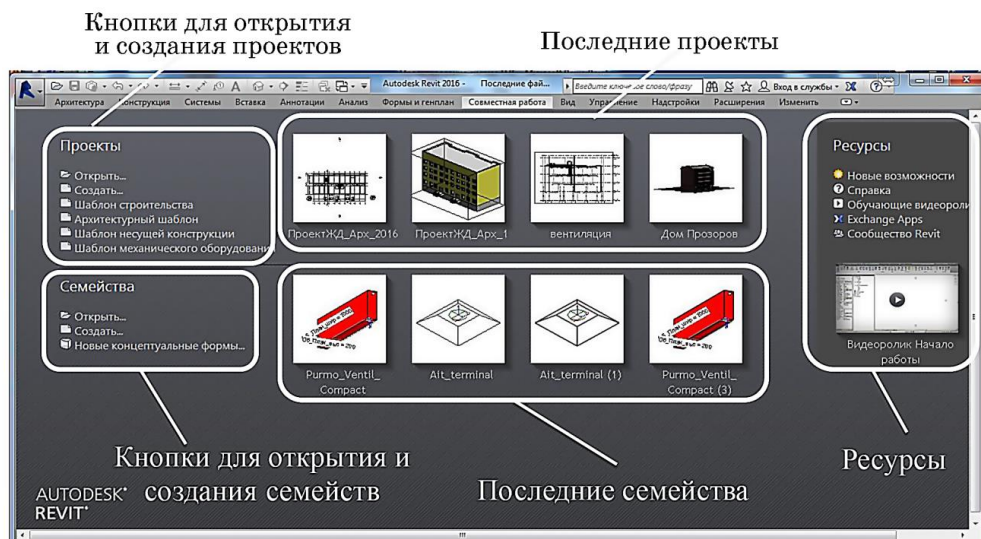 Кнопки для открытия
и создания проектов
Последние проекты
Autodesk Revit 2016 - Последние фай...
Введите ключевое слово/фразу
Вход в службы
Архитектура Конструкция Системы Вставка Аннотации Анализ Формы и генплан Совместная работа Вид Управление Надстройки Расширения Изменить
Проекты
Открыть...
Создать...
Шаблон строительства
Архитектурный шаблон
Шаблон несущей конструкции
Шаблон механического оборудования
ПроектЖД_Арх_2016
ПроектЖД_Арх_1
вентиляция
Дом Прозоров
Ресурсы
Новые возможности
Справка
Обучающие видеороли
Exchange Apps
Сообщество Revit
Видеоролик Начало
работы
Семейства
Открыть...
Создать...
Новые концептуальные формы...
Purmo_Ventil_
Compact
Ait_terminal
Ait_terminal (1)
Purmo_Ventil_
Compact (3)
Кнопки для открытия и
создания семейств
Последние семейства
Ресурсы
AUTODESK®
REVIT®